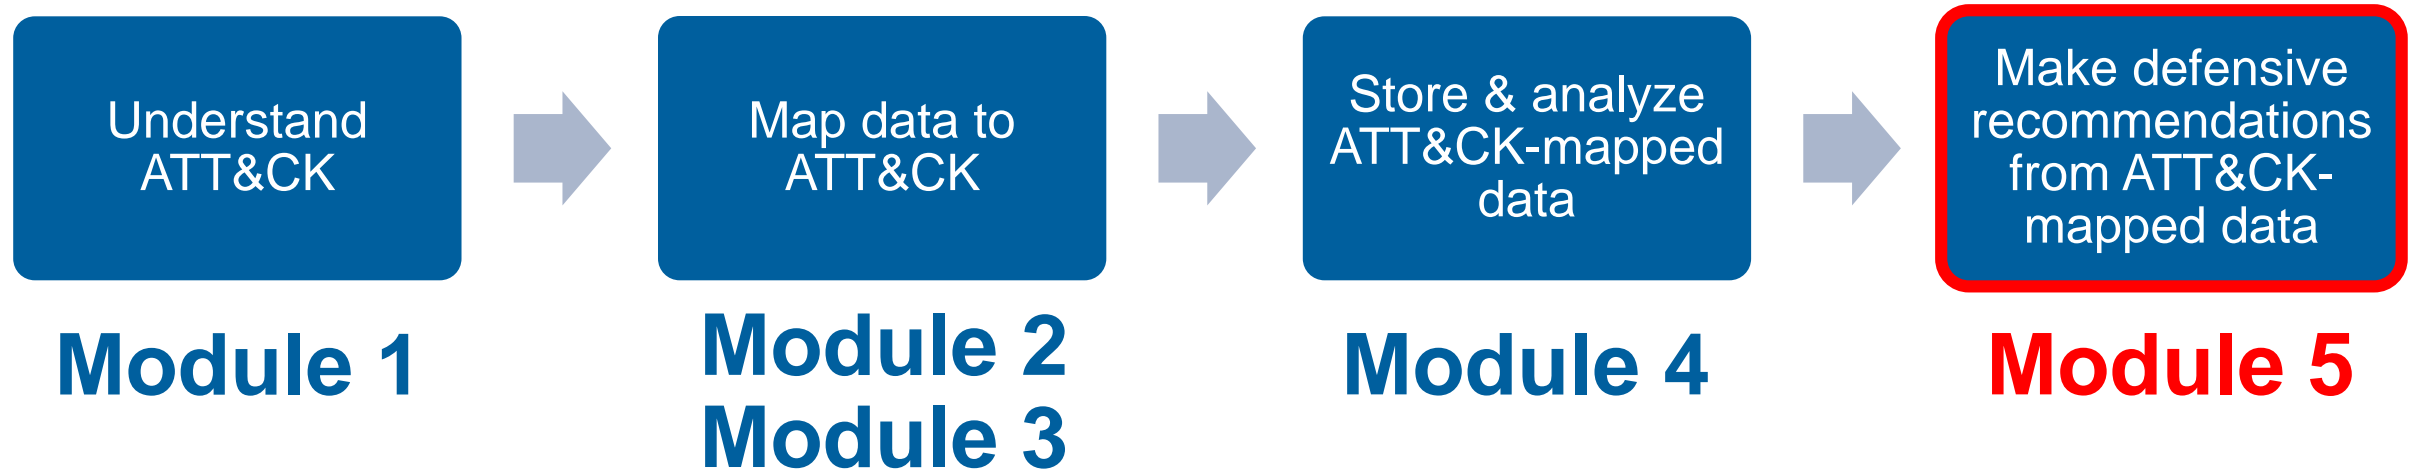 Understand
ATT&CK
Map data to
ATT&CK
Store & analyze
ATT&CK-mapped
data
Make defensive
recommendations
from ATT&CK-
mapped data
Module 1
Module 2
Module 3
Module 4
Module 5